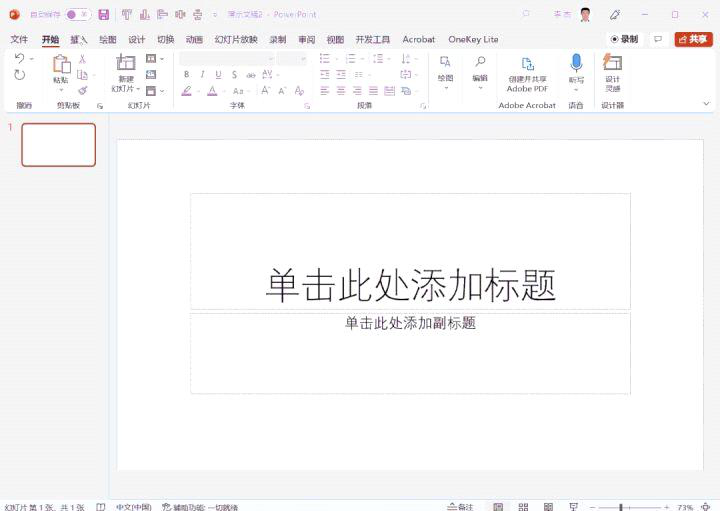 自动保存 关 演示文稿2 - PowerPoint 李杰
文件 开始 插入 绘图 设计 切换 动画 幻灯片放映 录制 审阅 视图 开发工具 Acrobat OneKey Lite 录制 共享
粘贴 新建 绘图 编辑 创建并共享 听写 设计
幻灯片 Adobe PDF 灵感
B I U S ab AV
A Aa A A
撤消 剪贴板 幻灯片 字体 段落 Adobe Acrobat 语音 设计器
1
单击此处添加标题
单击此处添加副标题
幻灯片 第 1 张，共 1 张 中文(中国) 辅助功能: 一切就绪 备注 73%